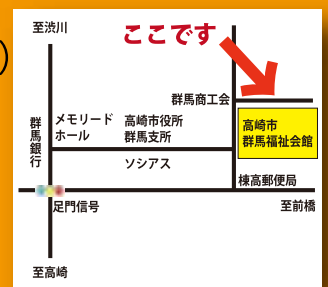 至渋川
ここです
群馬商工会
メモリード
ホール
高崎市役所
群馬支所
高崎市
群馬福祉会館
群馬銀行
ソシアス
棟高郵便局
足門信号
至前橋
至高崎